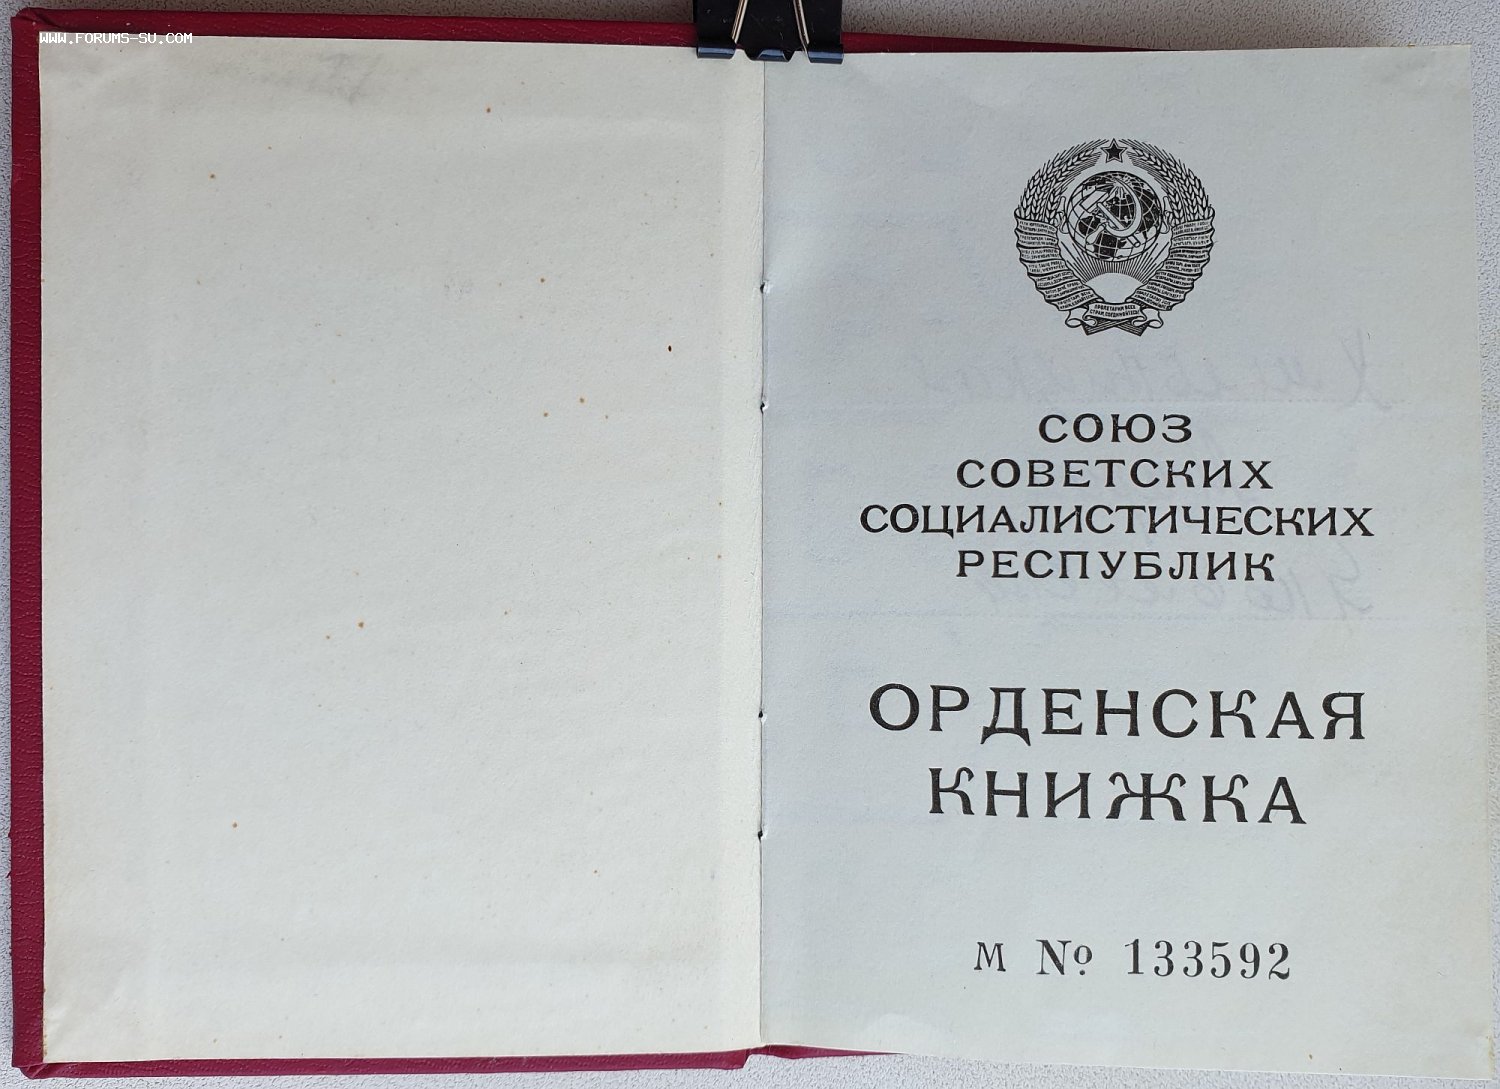 www.forums-su.com
СОЮЗ
СОВЕТСКИХ
СОЦИАЛИСТИЧЕСКИХ
РЕСПУБЛИК
ОРДЕНСКАЯ
КНИЖКА
М № 133592